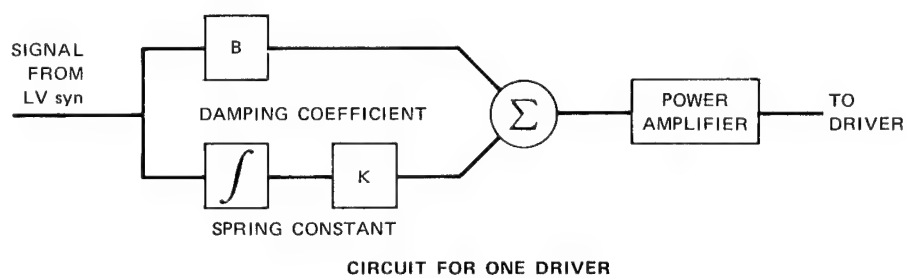 SIGNAL
FROM
LV syn
B
DAMPING COEFFICIENT
∫
K
SPRING CONSTANT
Σ
POWER
AMPLIFIER
TO
DRIVER
CIRCUIT FOR ONE DRIVER